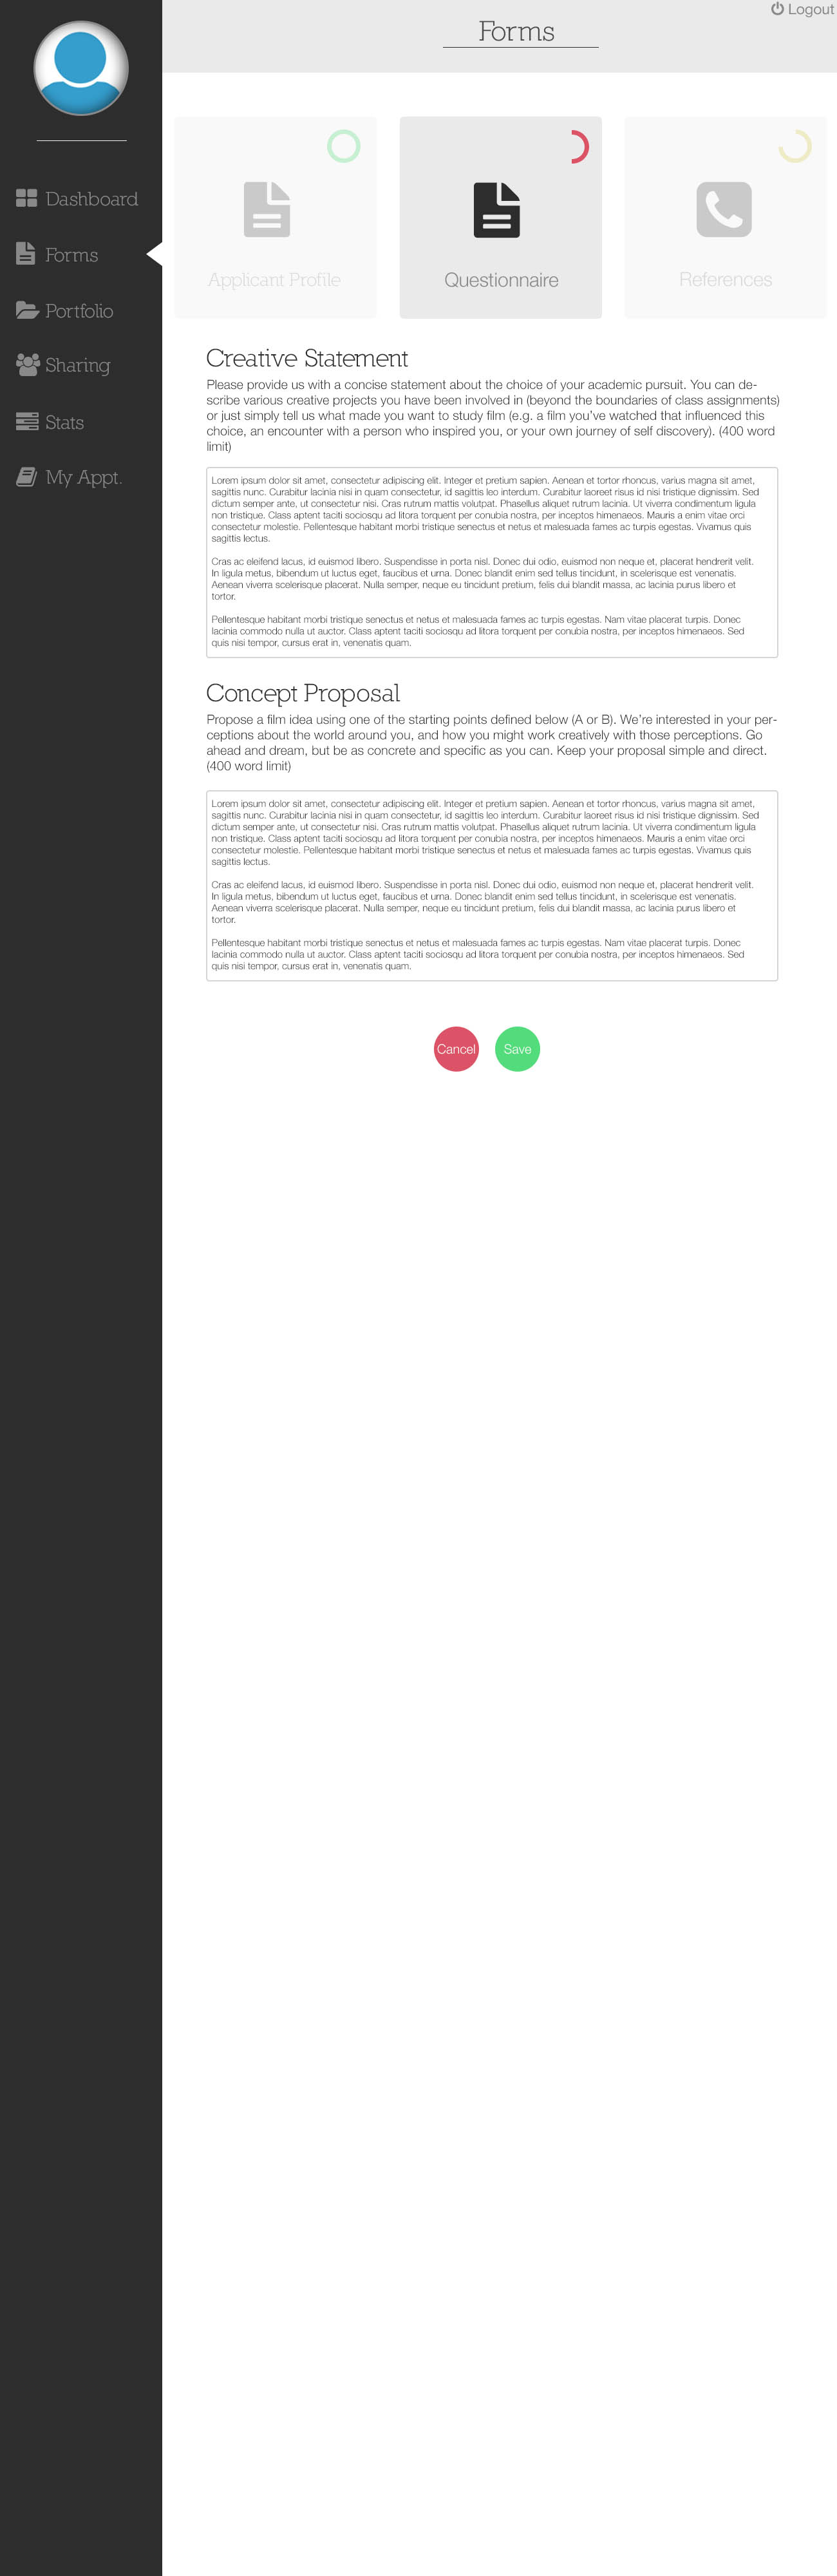 Logout
Forms
Dashboard
Forms
Portfolio
Sharing
Stats
My Appt.
Applicant Profile
Questionnaire
References
Creative Statement
Please provide us with a concise statement about the choice of your academic pursuit. You can de-
scribe various creative projects you have been involved in (beyond the boundaries of class assignments)
or just simply tell us what made you want to study film (e.g. a film you've watched that influenced this
choice, an encounter with a person who inspired you, or your own journey of self discovery). (400 word
limit)
Lorem ipsum dolor sit amet, consectetur adipiscing elit. Integer et pretium sapien. Aenean et tortor rhoncus, varius magna sit amet,
sagittis nunc. Curabitur lacinia nisi in quam consectetur, id sagittis leo interdum. Curabitur laoreet risus id nisi tristique dignissim. Sed
dictum semper ante, ut consectetur nisi. Cras rutrum mattis volutpat. Phasellus aliquet rutrum lacinia. Ut viverra condimentum ligula
non tristique. Class aptent taciti sociosqu ad litora torquent per conubia nostra, per inceptos himenaeos. Mauris a enim vitae orci
consectetur molestie. Pellentesque habitant morbi tristique senectus et netus et malesuada fames ac turpis egestas. Vivamus quis
sagittis lectus.
Cras ac eleifend lacus, id euismod libero. Suspendisse in porta nisl. Donec dui odio, euismod non neque et, placerat hendrerit velit.
In ligula metus, bibendum ut luctus eget, faucibus et urna. Donec blandit enim sed tellus tincidunt, in scelerisque est venenatis.
Aenean viverra scelerisque placerat. Nulla semper, neque eu tincidunt pretium, felis dui blandit massa, ac lacinia purus libero et
tortor.
Pellentesque habitant morbi tristique senectus et netus et malesuada fames ac turpis egestas. Nam vitae placerat turpis. Donec
lacinia commodo nulla ut auctor. Class aptent taciti sociosqu ad litora torquent per conubia nostra, per inceptos himenaeos. Sed
quis nisi tempor, cursus erat in, venenatis quam.
Concept Proposal
Propose a film idea using one of the starting points defined below (A or B). We're interested in your per-
ceptions about the world around you, and how you might work creatively with those perceptions. Go
ahead and dream, but be as concrete and specific as you can. Keep your proposal simple and direct.
(400 word limit)
Lorem ipsum dolor sit amet, consectetur adipiscing elit. Integer et pretium sapien. Aenean et tortor rhoncus, varius magna sit amet,
sagittis nunc. Curabitur lacinia nisi in quam consectetur, id sagittis leo interdum. Curabitur laoreet risus id nisi tristique dignissim. Sed
dictum semper ante, ut consectetur nisi. Cras rutrum mattis volutpat. Phasellus aliquet rutrum lacinia. Ut viverra condimentum ligula
non tristique. Class aptent taciti sociosqu ad litora torquent per conubia nostra, per inceptos himenaeos. Mauris a enim vitae orci
consectetur molestie. Pellentesque habitant morbi tristique senectus et netus et malesuada fames ac turpis egestas. Vivamus quis
sagittis lectus.
Cras ac eleifend lacus, id euismod libero. Suspendisse in porta nisl. Donec dui odio, euismod non neque et, placerat hendrerit velit.
In ligula metus, bibendum ut luctus eget, faucibus et urna. Donec blandit enim sed tellus tincidunt, in scelerisque est venenatis.
Aenean viverra scelerisque placerat. Nulla semper, neque eu tincidunt pretium, felis dui blandit massa, ac lacinia purus libero et
tortor.
Pellentesque habitant morbi tristique senectus et netus et malesuada fames ac turpis egestas. Nam vitae placerat turpis. Donec
lacinia commodo nulla ut auctor. Class aptent taciti sociosqu ad litora torquent per conubia nostra, per inceptos himenaeos. Sed
quis nisi tempor, cursus erat in, venenatis quam.
Cancel
Save